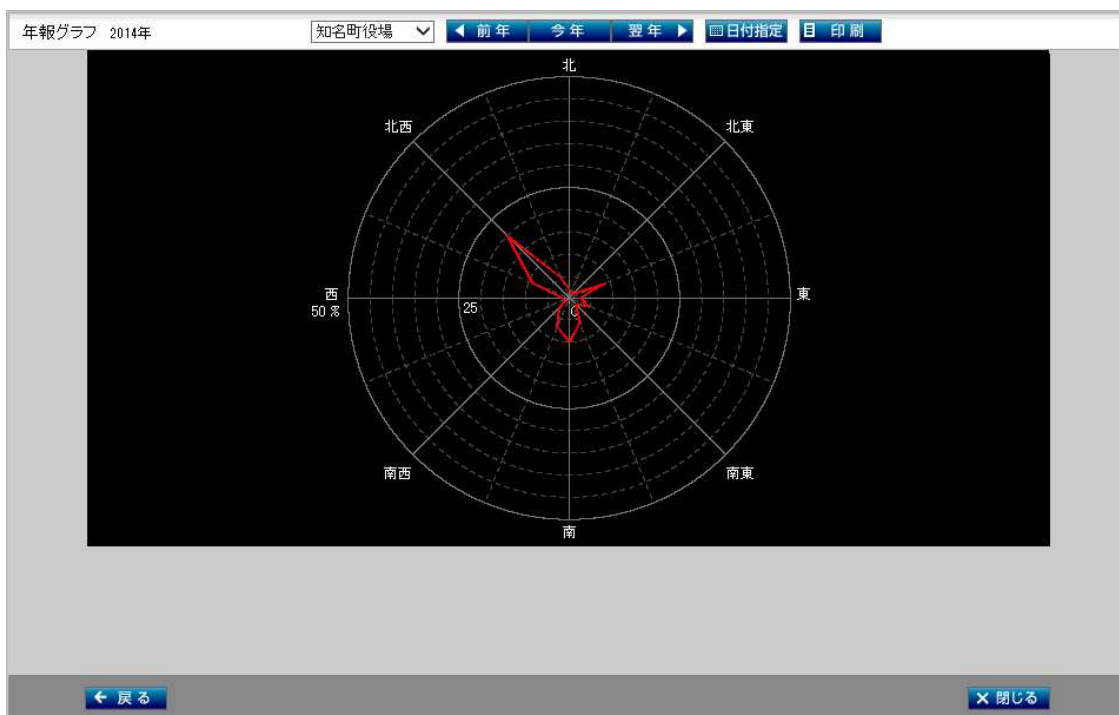 年報グラフ 2014年 知名町役場 前年 今年 翌年 日付指定 印刷
北
北西 北東
西 東
50 % 25 0
南西 南東
南
戻る 閉じる